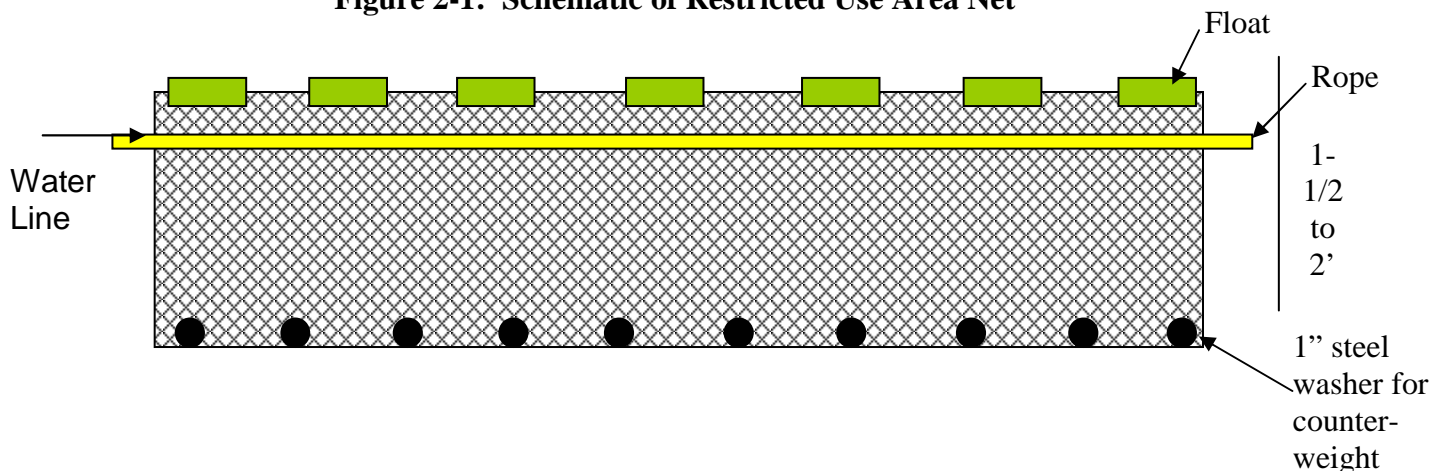 Figure 2-1: Schematic of Restricted Use Area Net
Float
Rope
Water
Line
1-
1/2
to
2’
1” steel
washer for
counter-
weight